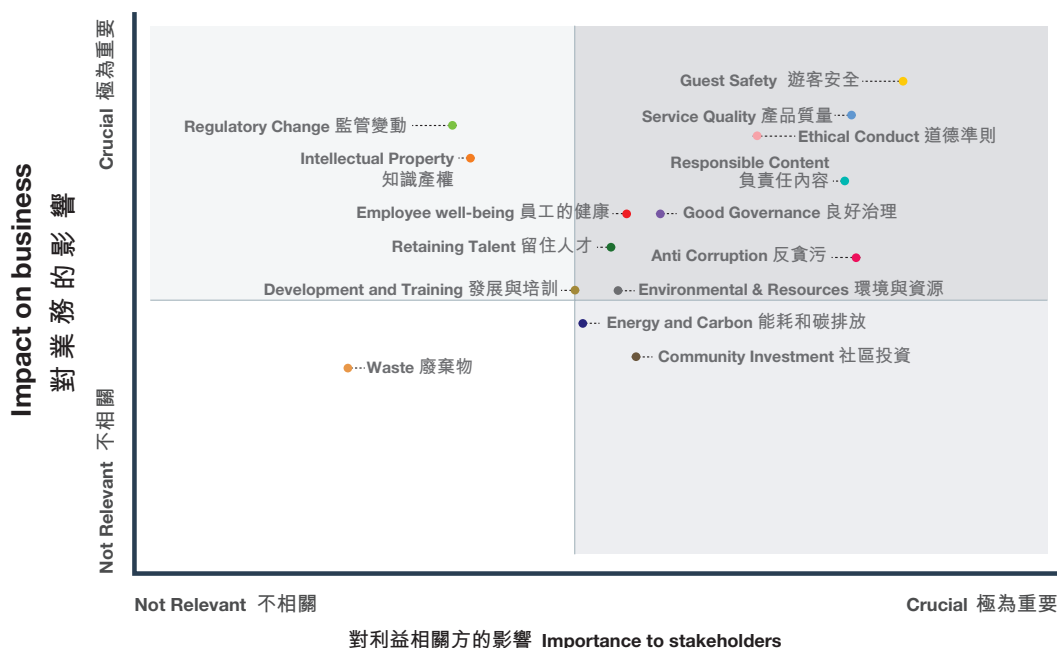 Impact on business
對業務的影響
Crucial 極為重要
Not Relevant 不相關
Guest Safety 遊客安全
Service Quality 產品質量
Regulatory Change 監管變動
Ethical Conduct 道德準則
Intellectual Property
知識產權
Responsible Content
負責任內容
Employee well-being 員工的健康
Good Governance 良好治理
Retaining Talent 留住人才
Anti Corruption 反貪污
Development and Training 發展與培訓
Environmental & Resources 環境與資源
Energy and Carbon 能耗和碳排放
Community Investment 社區投資
Waste 廢棄物
Not Relevant 不相關
Crucial 極為重要
對利益相關方的影響 Importance to stakeholders